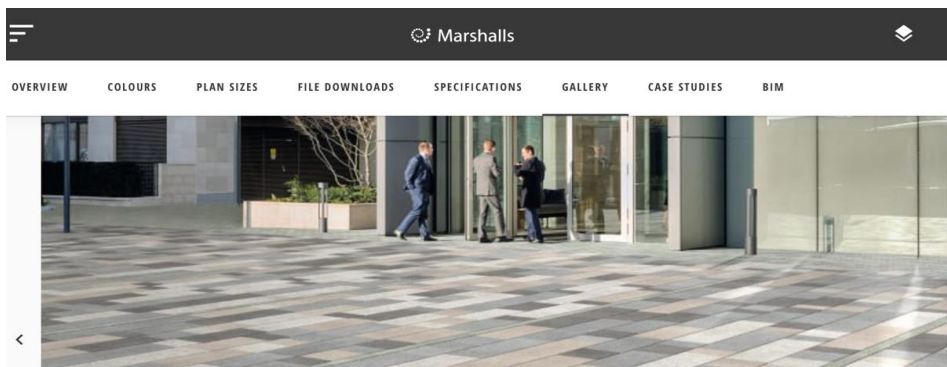 Marshalls
OVERVIEW COLOURS PLAN SIZES FILE DOWNLOADS SPECIFICATIONS GALLERY CASE STUDIES BIM